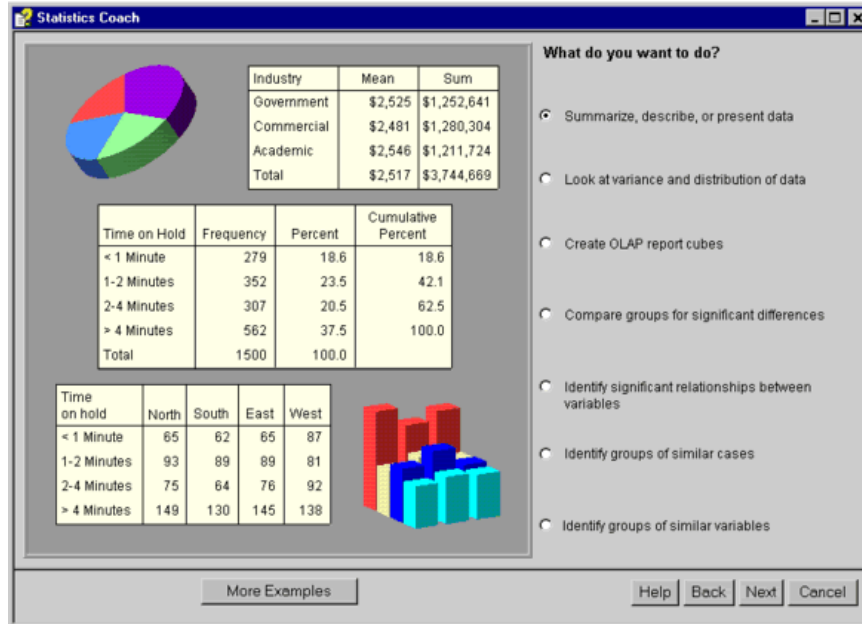 Statistics Coach
What do you want to do?
Industry Mean Sum
Government $2,525 $1,252,641
Commercial $2,481 $1,280,304
Academic $2,546 $1,211,724
Total $2,517 $3,744,669
Time on Hold Frequency Percent Cumulative Percent
< 1 Minute 279 18.6 18.6
1-2 Minutes 352 23.5 42.1
2-4 Minutes 307 20.5 62.5
> 4 Minutes 562 37.5 100.0
Total 1500 100.0
Time
on hold North South East West
< 1 Minute 65 62 65 87
1-2 Minutes 93 89 89 81
2-4 Minutes 75 64 76 92
> 4 Minutes 149 130 145 138
Summarize, describe, or present data
Look at variance and distribution of data
Create OLAP report cubes
Compare groups for significant differences
Identify significant relationships between
variables
Identify groups of similar cases
Identify groups of similar variables
More Examples
Help Back Next Cancel